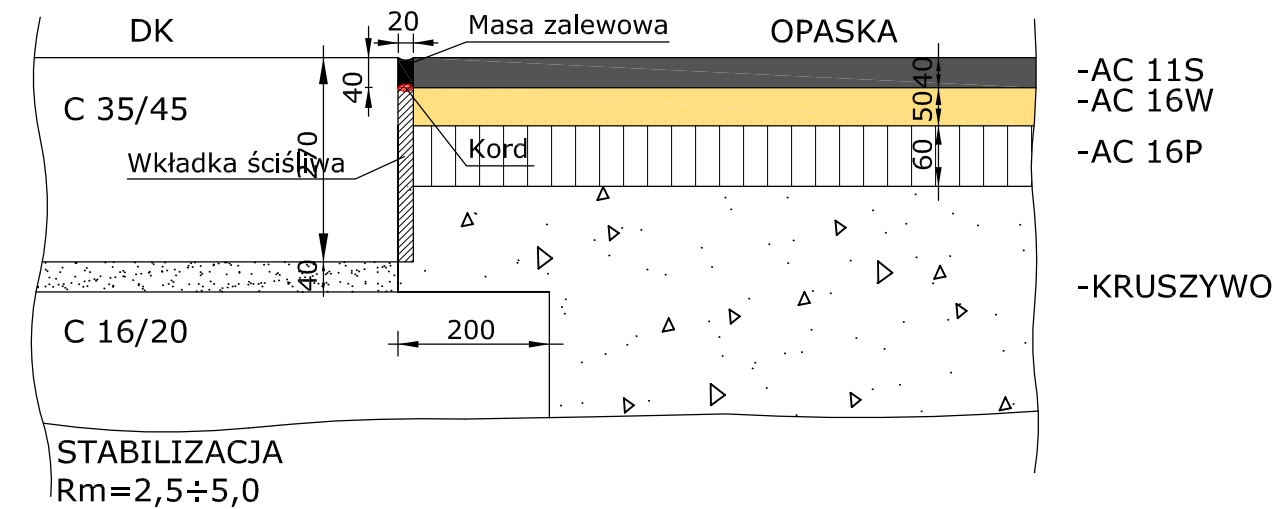 DK
20
Masa zalewowa
OPASKA
40
40
-AC 11S
C 35/45
50
-AC 16W
270
Wkładka ściśliwa
Kord
60
-AC 16P
40
-KRUSZYWO
C 16/20
200
STABILIZACJA
Rm=2,5÷5,0